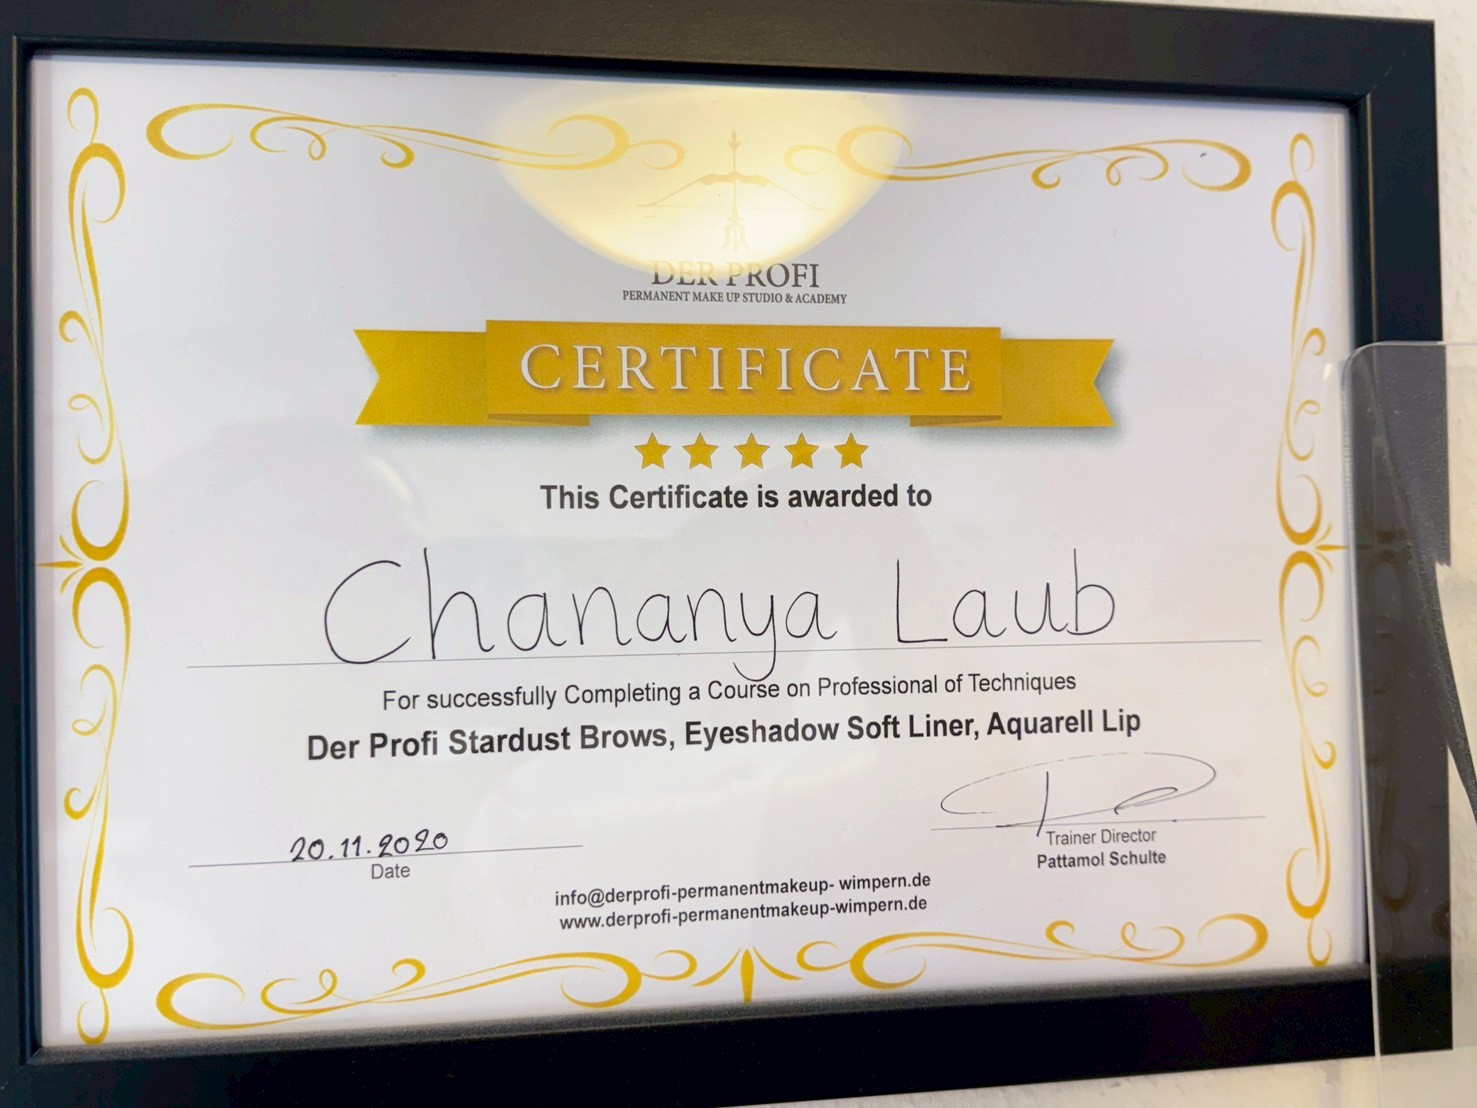 DER PROFI
PERMANENT MAKE UP STUDIO & ACADEMY
CERTIFICATE
This Certificate is awarded to
Chananya Laub
For successfully Completing a Course on Professional of Techniques
Der Profi Stardust Brows, Eyeshadow Soft Liner, Aquarell Lip
20.11.2020
Date
Trainer Director
Pattamol Schulte
info@derprofi-permanentmakeup- wimpern.de
www.derprofi-permanentmakeup-wimpern.de